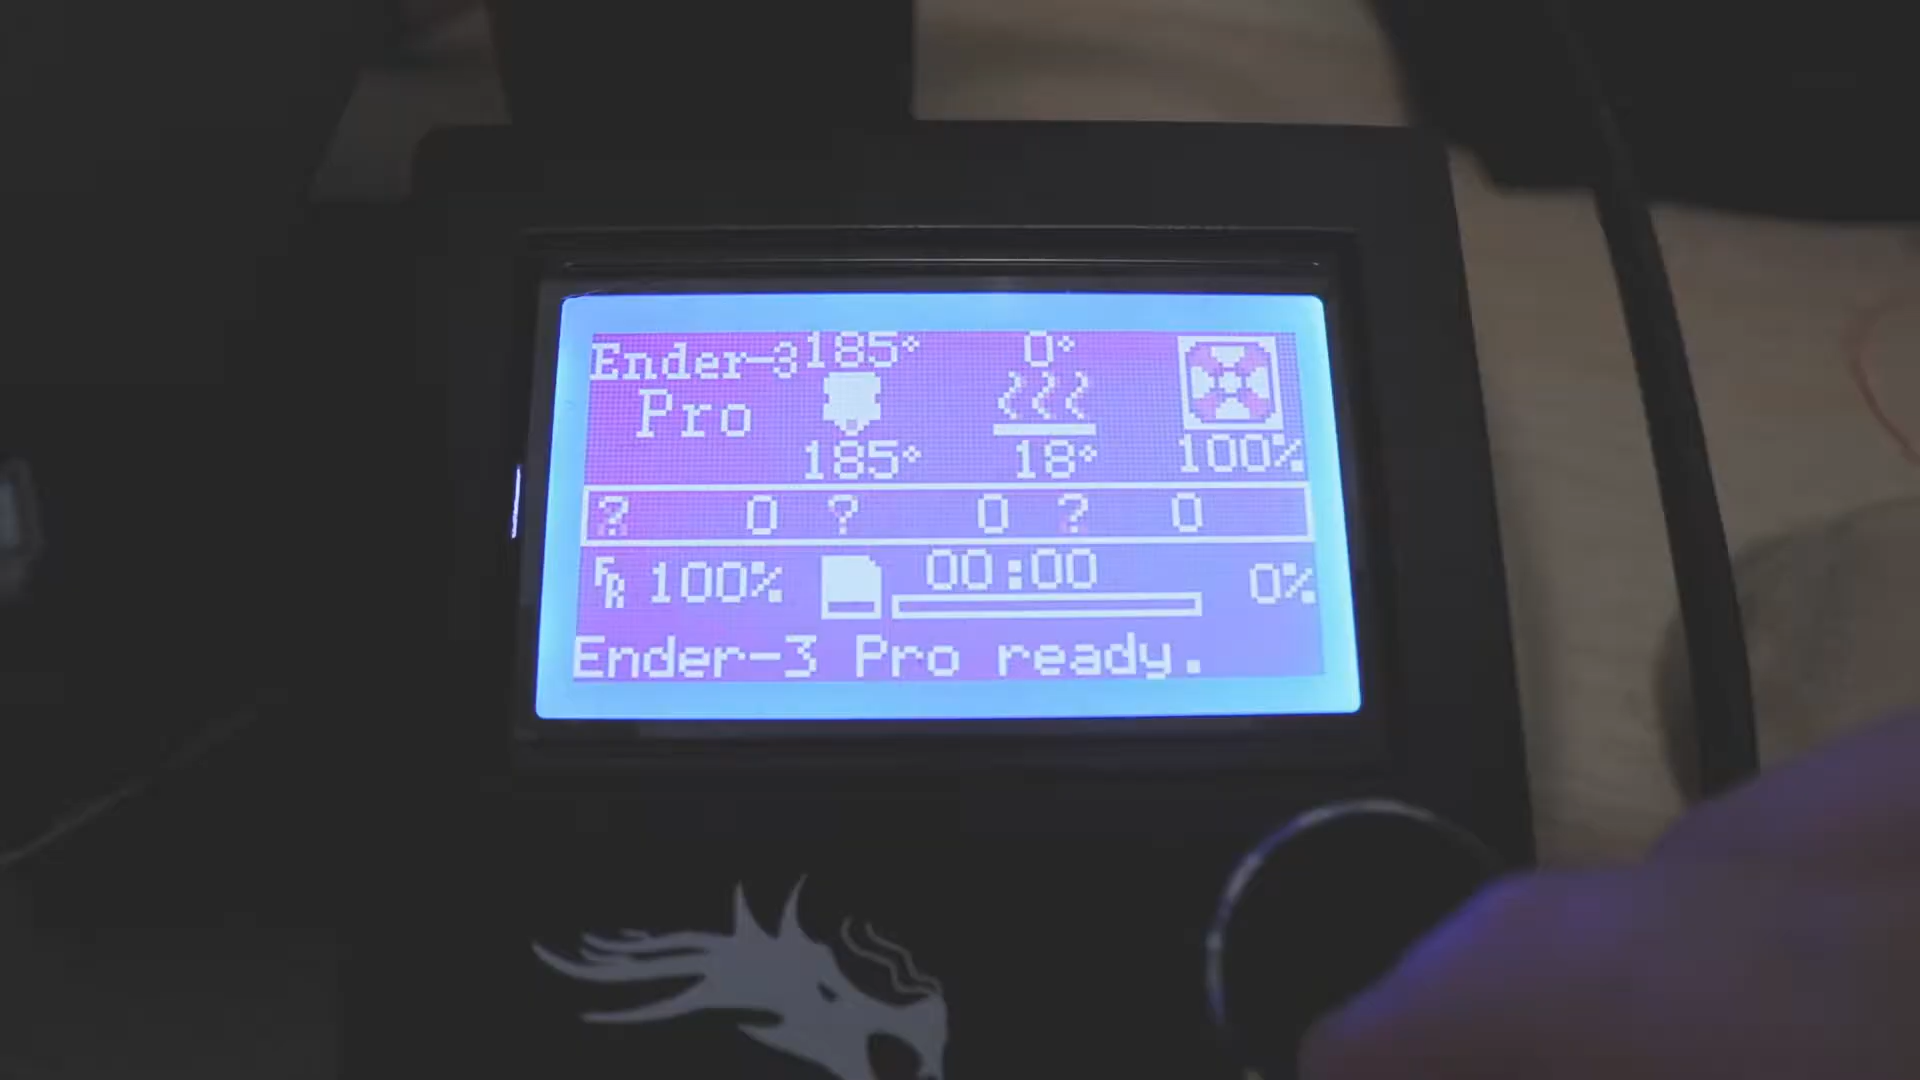 Ender-3 185° 0°
Pro
185° 18° 100%
? 0 ? 0 ? 0
FR 100% 00:00 0%
Ender-3 Pro ready.